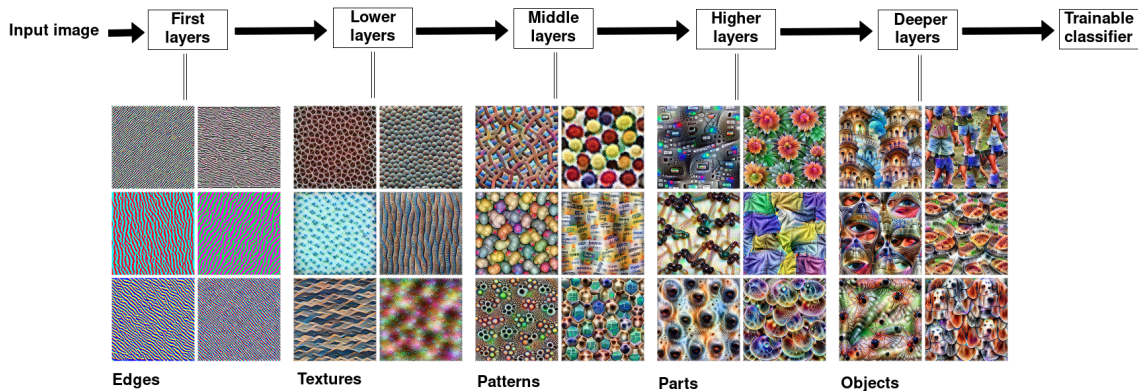 Input image
First
layers
Lower
layers
Middle
layers
Higher
layers
Deeper
layers
Trainable
classifier
Edges
Textures
Patterns
Parts
Objects